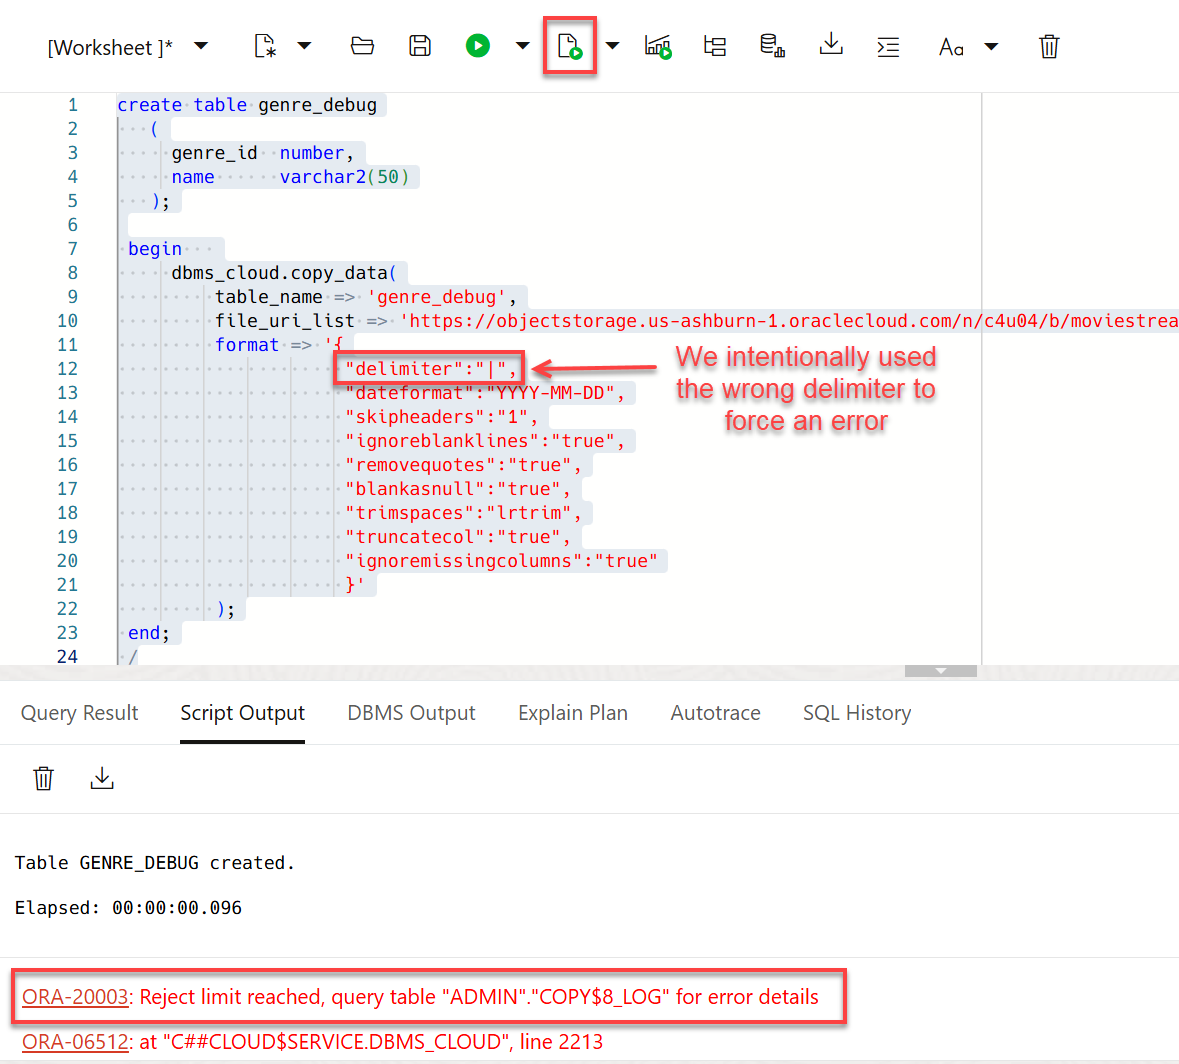 [Worksheet ]*
Aa
1 create table genre_debug
2 (
3 genre_id number,
4 name varchar2(50)
5 );
6
7 begin
8 dbms_cloud.copy_data(
9 table_name => 'genre_debug',
10 file_uri_list => 'https://objectstorage.us-ashburn-1.oraclecloud.com/n/c4u04/b/moviestrea
11 format => '{
12 "delimiter":"|",
13 "dateformat":"YYYY-MM-DD",
14 "skipheaders":"1",
15 "ignoreblanklines":"true",
16 "removequotes":"true",
17 "blankasnull":"true",
18 "trimspaces":"lrtrim",
19 "truncatecol":"true",
20 "ignoremissingcolumns":"true"
21 }'
22 );
23 end;
24 /
We intentionally used
the wrong delimiter to
force an error
Query Result Script Output DBMS Output Explain Plan Autotrace SQL History
Table GENRE_DEBUG created.
Elapsed: 00:00:00.096
ORA-20003: Reject limit reached, query table "ADMIN"."COPY$8_LOG" for error details
ORA-06512: at "C##CLOUD$SERVICE.DBMS_CLOUD", line 2213